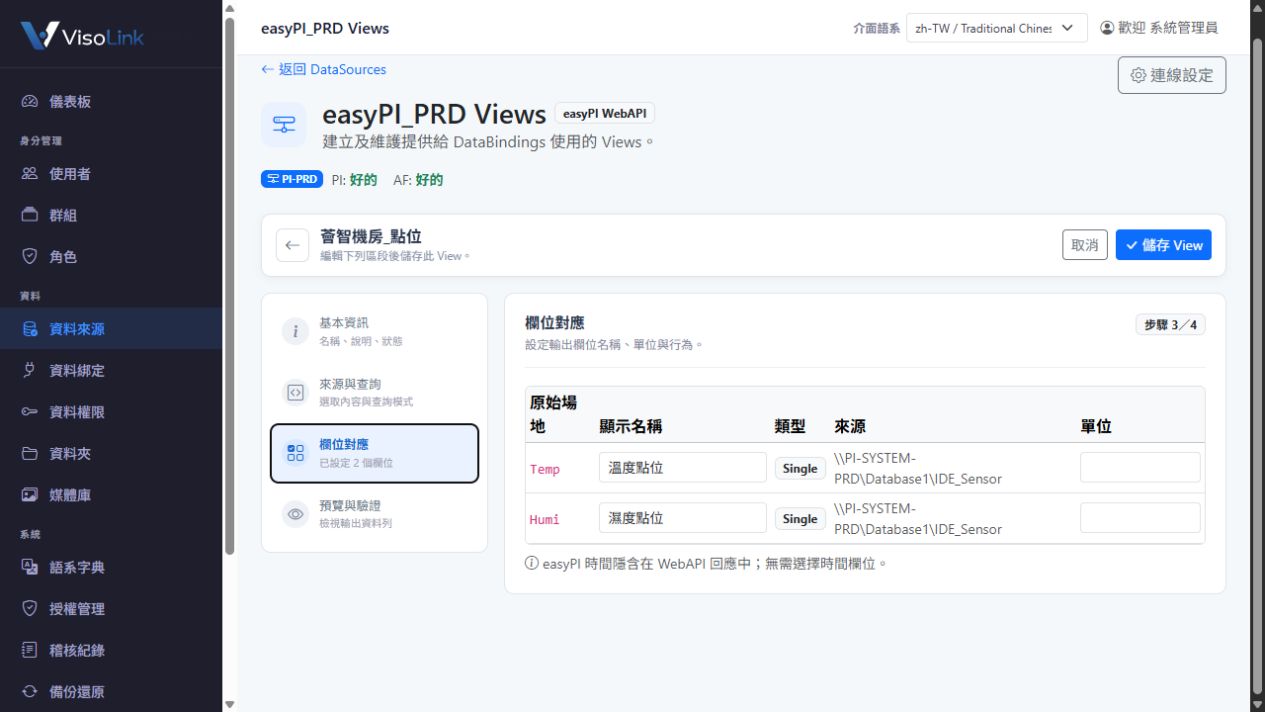 VisoLink
儀表板
身分管理
使用者
群組
角色
資料
資料來源
資料綁定
資料權限
資料夾
媒體庫
系統
語系字典
授權管理
稽核紀錄
備份還原
easyPI_PRD Views
介面語系
zh-TW / Traditional Chines
歡迎 系統管理員
← 返回 DataSources
連線設定
easyPI_PRD Views
easyPI WebAPI
建立及維護提供給 DataBindings 使用的 Views。
PI-PRD PI: 好的 AF: 好的
薈智機房_點位
編輯下列區段後儲存此 View。
取消
儲存 View
基本資訊
名稱、說明、狀態
來源與查詢
選取內容與查詢模式
欄位對應
已設定 2 個欄位
預覽與驗證
檢視輸出資料列
欄位對應
步驟 3／4
設定輸出欄位名稱、單位與行為。
原始場
地 顯示名稱 類型 來源 單位
Temp 溫度點位 Single \\PI-SYSTEM-
PRD\Database1\IDE_Sensor
Humi 濕度點位 Single \\PI-SYSTEM-
PRD\Database1\IDE_Sensor
easyPI 時間隱含在 WebAPI 回應中；無需選擇時間欄位。